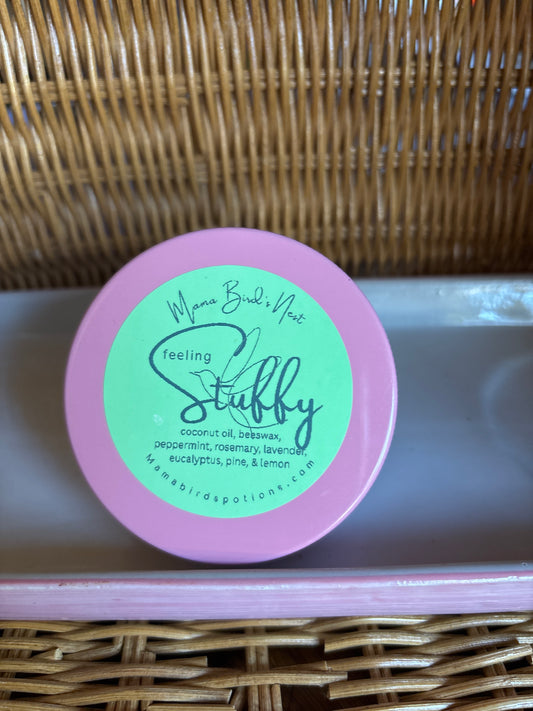 Mama Bird's Nest
feeling
Stuffy
coconut oil, beeswax,
peppermint, rosemary, lavender,
eucalyptus, pine, & lemon
Mamabirdspotions.com